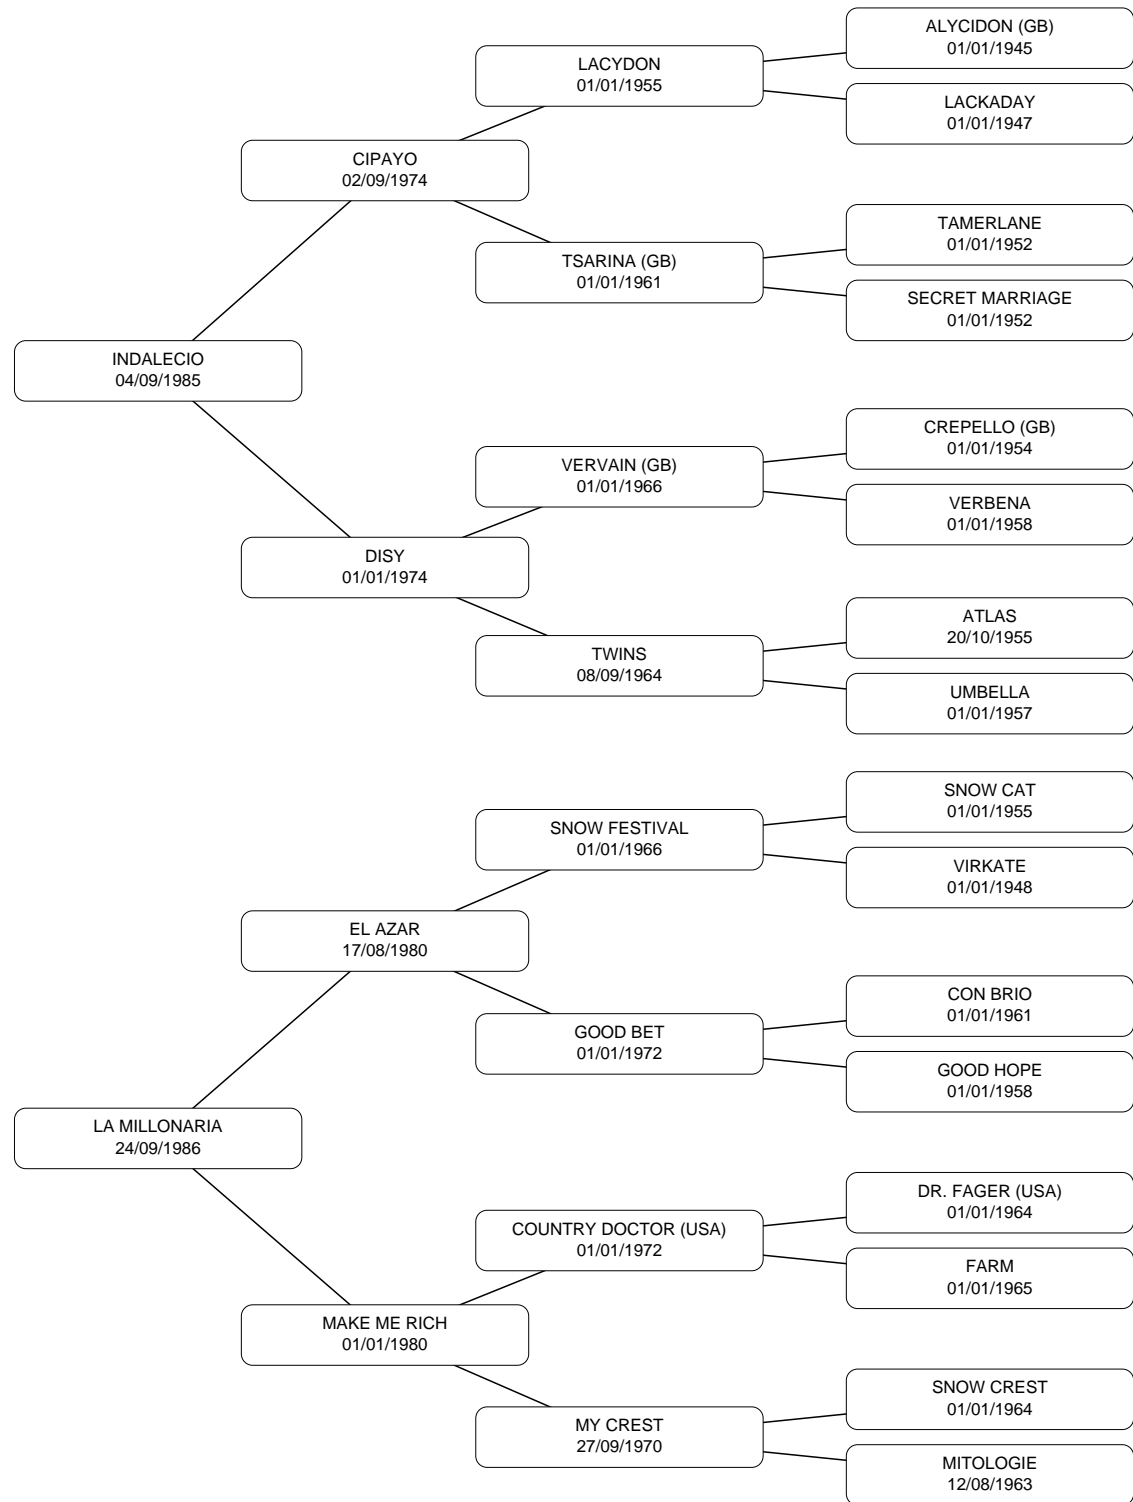 ALYCIDON (GB)
01/01/1945
LACYDON
01/01/1955
LACKADAY
01/01/1947
CIPAYO
02/09/1974
TAMERLANE
01/01/1952
TSARINA (GB)
01/01/1961
SECRET MARRIAGE
01/01/1952
INDALECIO
04/09/1985
CREPELLO (GB)
01/01/1954
VERVAIN (GB)
01/01/1966
VERBENA
01/01/1958
DISY
01/01/1974
ATLAS
20/10/1955
TWINS
08/09/1964
UMBELLA
01/01/1957
SNOW CAT
01/01/1955
SNOW FESTIVAL
01/01/1966
VIRKATE
01/01/1948
EL AZAR
17/08/1980
CON BRIO
01/01/1961
GOOD BET
01/01/1972
GOOD HOPE
01/01/1958
LA MILLONARIA
24/09/1986
DR. FAGER (USA)
01/01/1964
COUNTRY DOCTOR (USA)
01/01/1972
FARM
01/01/1965
MAKE ME RICH
01/01/1980
SNOW CREST
01/01/1964
MY CREST
27/09/1970
MITOLOGIE
12/08/1963